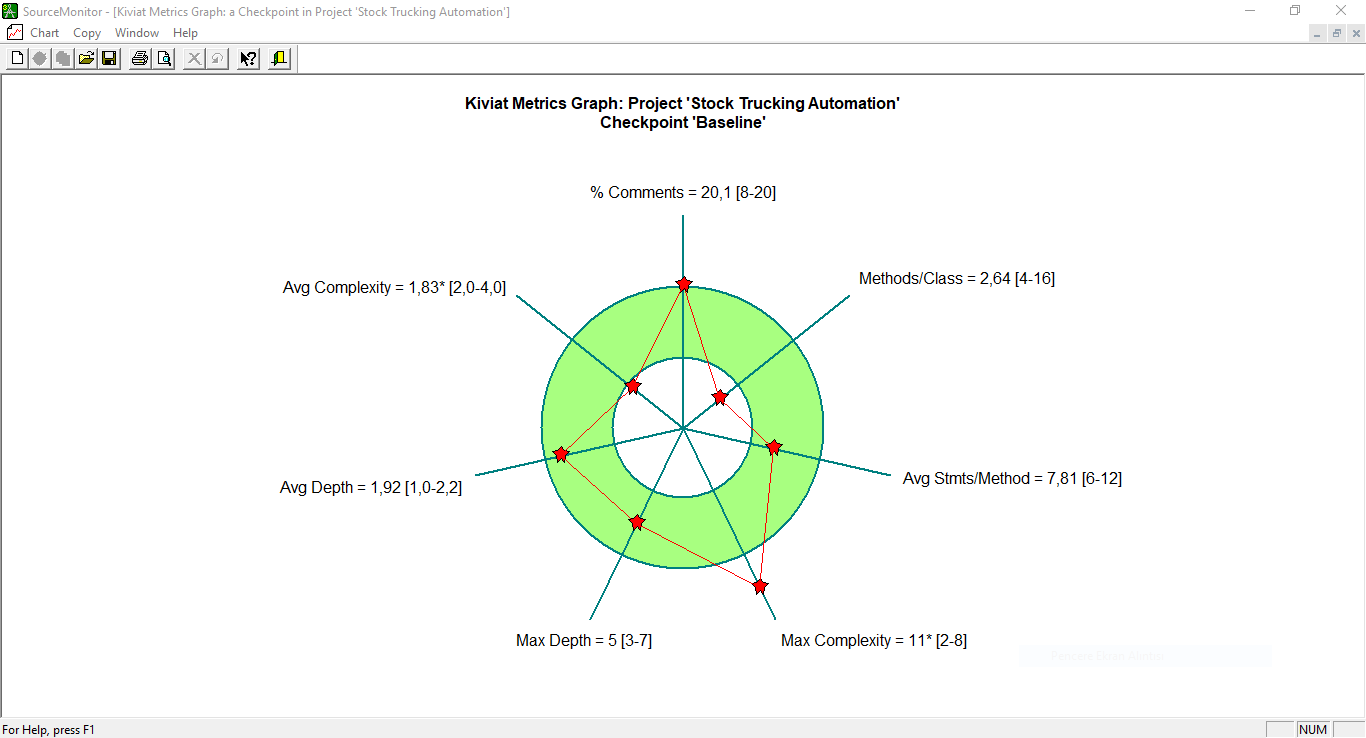 SourceMonitor - [Kiviat Metrics Graph: a Checkpoint in Project 'Stock Trucking Automation']
Chart Copy Window Help
Kiviat Metrics Graph: Project 'Stock Trucking Automation'
Checkpoint 'Baseline'
% Comments = 20,1 [8-20]
Methods/Class = 2,64 [4-16]
Avg Complexity = 1,83* [2,0-4,0]
Avg Stmts/Method = 7,81 [6-12]
Avg Depth = 1,92 [1,0-2,2]
Max Depth = 5 [3-7]
Max Complexity = 11* [2-8]
For Help, press F1
NUM